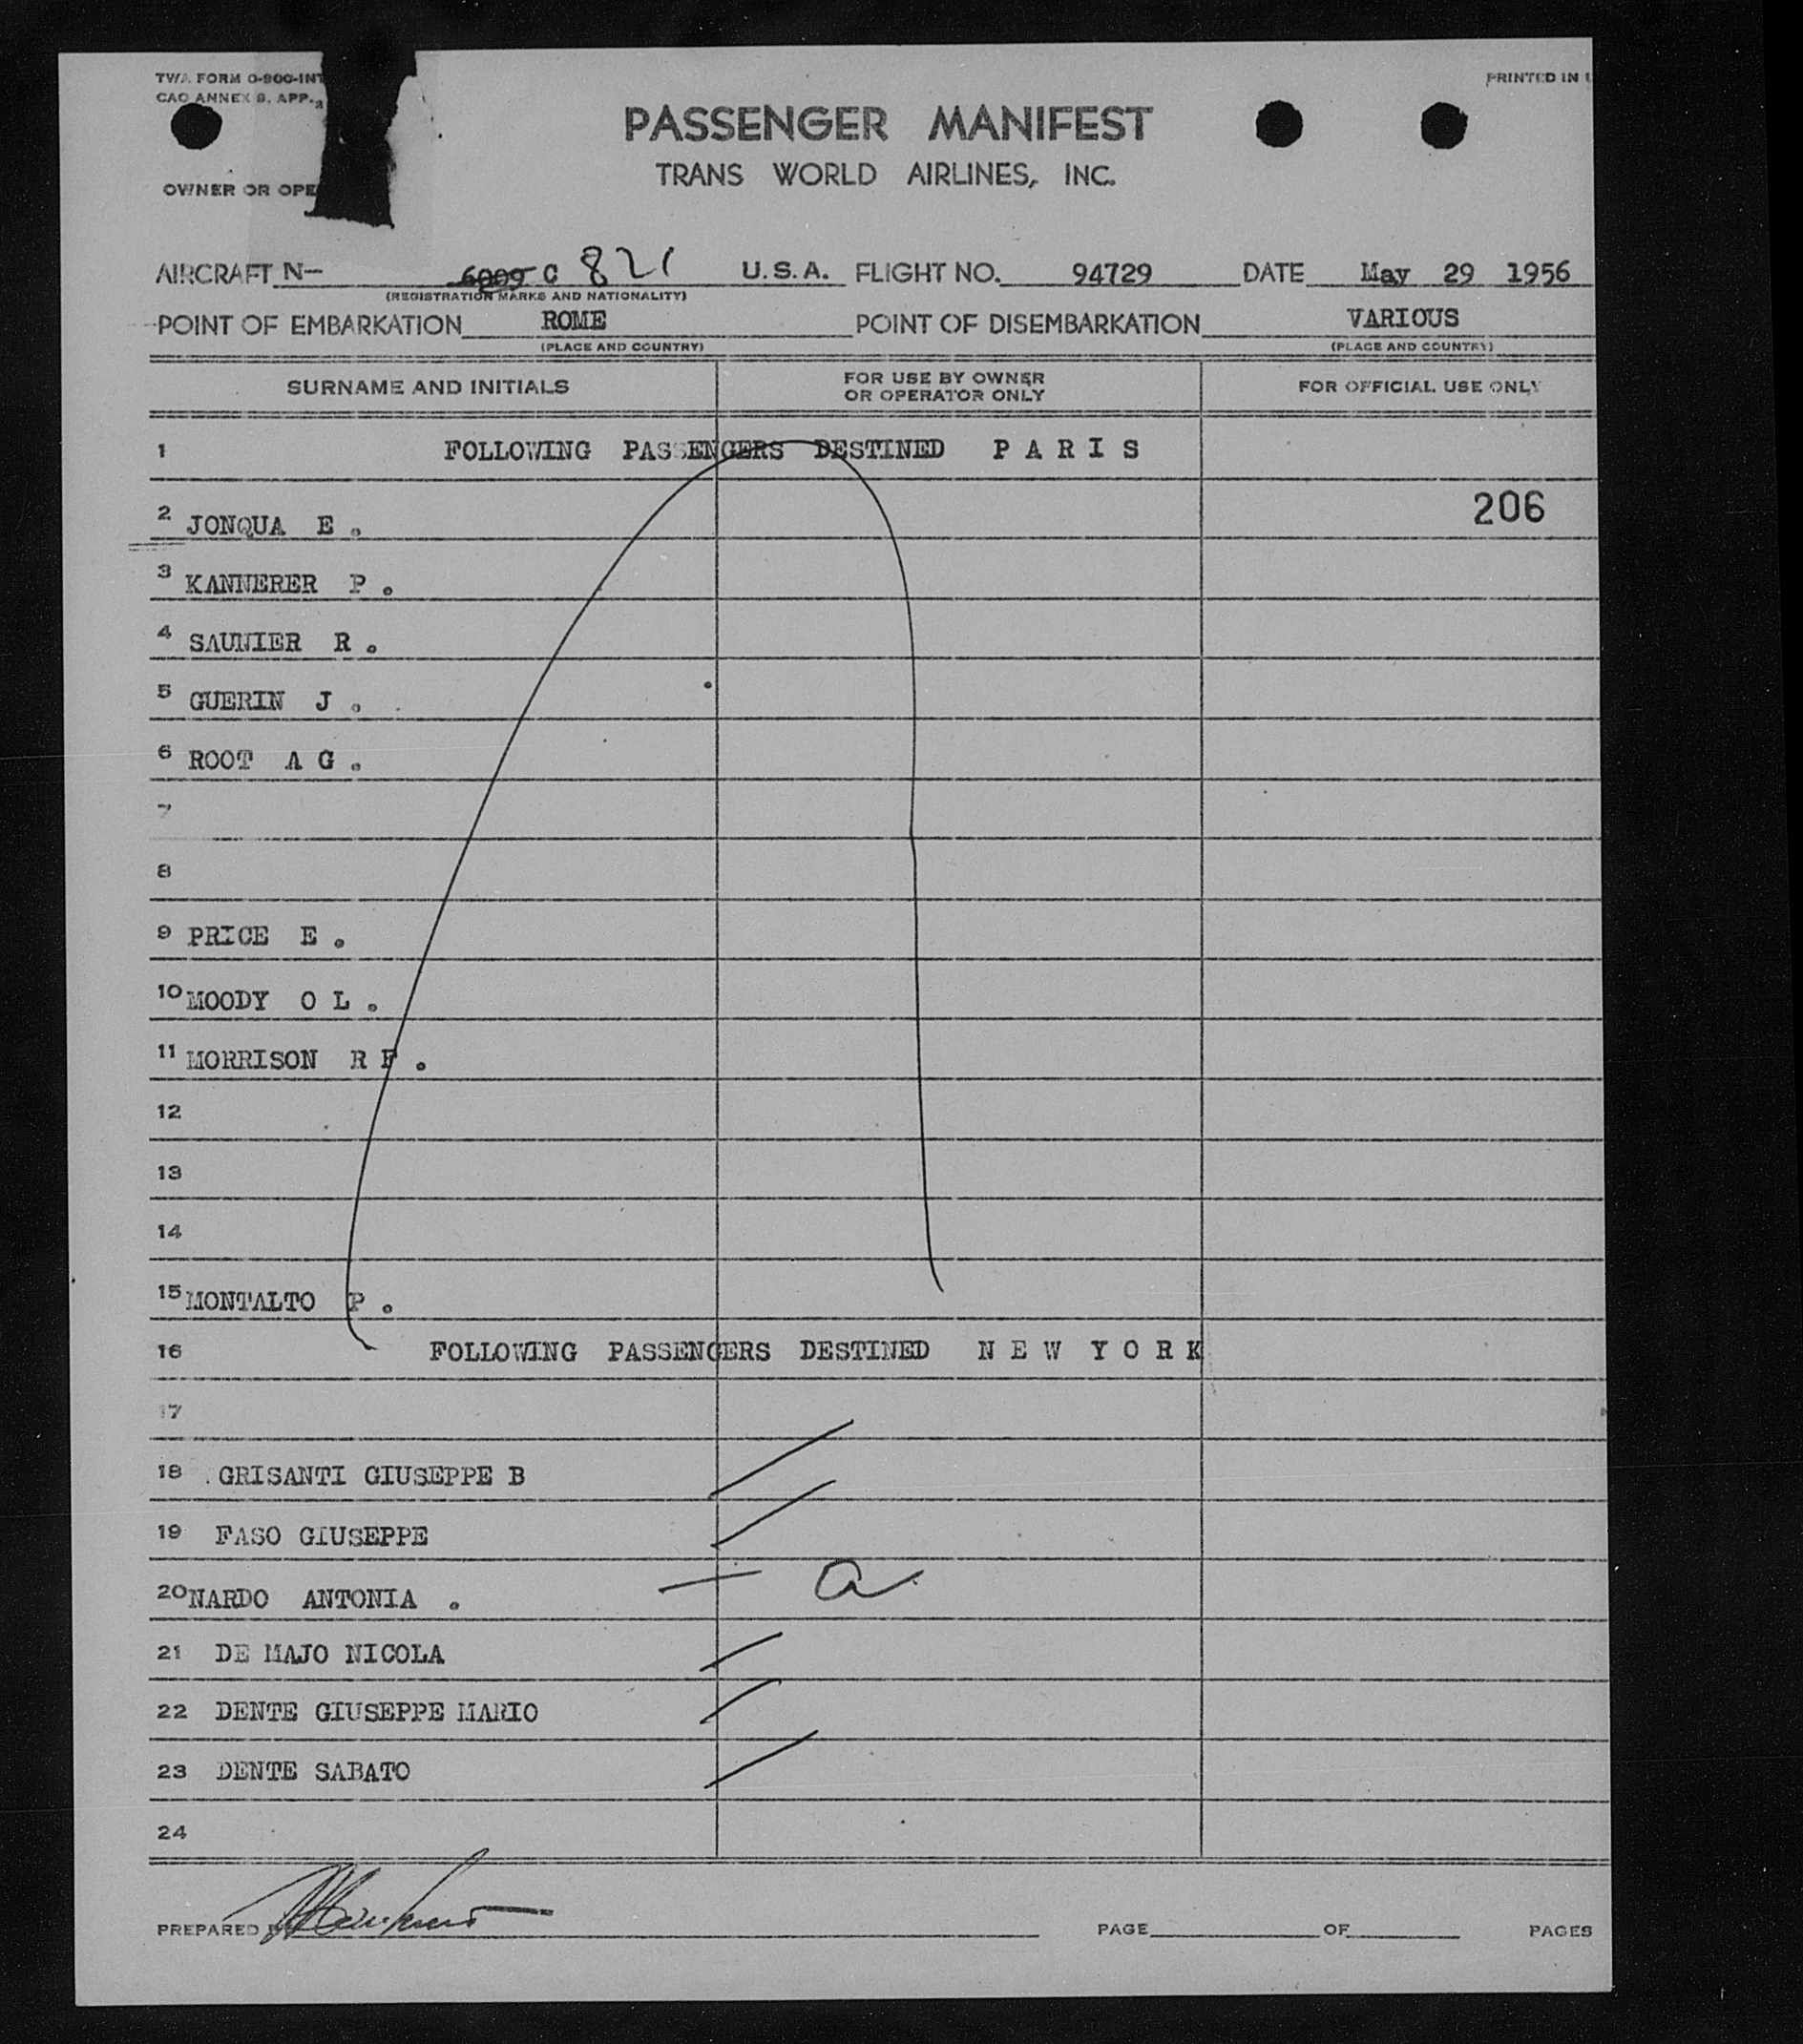 TWA FORM O-800-INT
CAO ANNEX 9, APP. 3
PRINTED IN U
PASSENGER MANIFEST
TRANS WORLD AIRLINES, INC.
OWNER OR OPE
AIRCRAFT N— 6009 C 821 U.S.A. FLIGHT NO. 94729 DATE May 29 1956
(REGISTRATION MARKS AND NATIONALITY)
POINT OF EMBARKATION ROME POINT OF DISEMBARKATION VARIOUS
(PLACE AND COUNTRY) (PLACE AND COUNTRY)
SURNAME AND INITIALS FOR USE BY OWNER OR OPERATOR ONLY FOR OFFICIAL USE ONLY
1 FOLLOWING PASSENGERS DESTINED P A R I S
2 JONQUA E. 206
3 KANNERER P.
4 SAUNIER R.
5 GUERIN J.
6 ROOT A G.
7
8
9 PRICE E.
10 MOODY O L.
11 MORRISON R F.
12
13
14
15 MONTALTO P.
16 FOLLOWING PASSENGERS DESTINED N E W Y O R K
17
18 GRISANTI GIUSEPPE B
19 FASO GIUSEPPE
20 NARDO ANTONIA . a
21 DE MAJO NICOLA
22 DENTE GIUSEPPE MARIO
23 DENTE SABATO
24
PREPARED PAGE OF PAGES